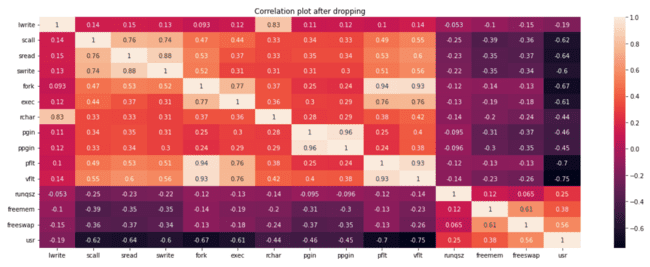 Correlation plot after dropping
lwrite 1 0.14 0.15 0.13 0.093 0.12 0.83 0.11 0.12 0.1 0.14 -0.053 -0.1 -0.15 -0.19
scall 0.14 1 0.76 0.74 0.47 0.44 0.33 0.34 0.33 0.49 0.55 -0.25 -0.39 -0.36 -0.62
sread 0.15 0.76 1 0.88 0.53 0.37 0.33 0.35 0.34 0.53 0.6 -0.23 -0.35 -0.37 -0.64
swrite 0.13 0.74 0.88 1 0.52 0.31 0.31 0.31 0.3 0.51 0.56 -0.22 -0.35 -0.34 -0.6
fork 0.093 0.47 0.53 0.52 1 0.77 0.37 0.25 0.24 0.94 0.93 -0.12 -0.14 -0.13 -0.67
exec 0.12 0.44 0.37 0.31 0.77 1 0.36 0.3 0.29 0.76 0.76 -0.13 -0.19 -0.18 -0.61
rchar 0.83 0.33 0.33 0.31 0.37 0.36 1 0.28 0.29 0.38 0.42 -0.14 -0.2 -0.24 -0.44
pgin 0.11 0.34 0.35 0.31 0.25 0.3 0.28 1 0.96 0.25 0.4 -0.095 -0.31 -0.37 -0.46
ppgin 0.12 0.33 0.34 0.3 0.24 0.29 0.29 0.96 1 0.24 0.38 -0.096 -0.3 -0.35 -0.45
pflt 0.1 0.49 0.53 0.51 0.94 0.76 0.38 0.25 0.24 1 0.93 -0.12 -0.13 -0.13 -0.7
vflt 0.14 0.55 0.6 0.56 0.93 0.76 0.42 0.4 0.38 0.93 1 -0.14 -0.23 -0.26 -0.75
runqsz -0.053 -0.25 -0.23 -0.22 -0.12 -0.13 -0.14 -0.095 -0.096 -0.12 -0.14 1 0.12 0.065 0.25
freemem -0.1 -0.39 -0.35 -0.35 -0.14 -0.19 -0.2 -0.31 -0.3 -0.13 -0.23 0.12 1 0.61 0.38
freeswap -0.15 -0.36 -0.37 -0.34 -0.13 -0.18 -0.24 -0.37 -0.35 -0.13 -0.26 0.065 0.61 1 0.56
usr -0.19 -0.62 -0.64 -0.6 -0.67 -0.61 -0.44 -0.46 -0.45 -0.7 -0.75 0.25 0.38 0.56 1
lwrite scall sread swrite fork exec rchar pgin ppgin pflt vflt runqsz freemem freeswap usr
1.0
0.8
0.6
0.4
0.2
0.0
-0.2
-0.4
-0.6